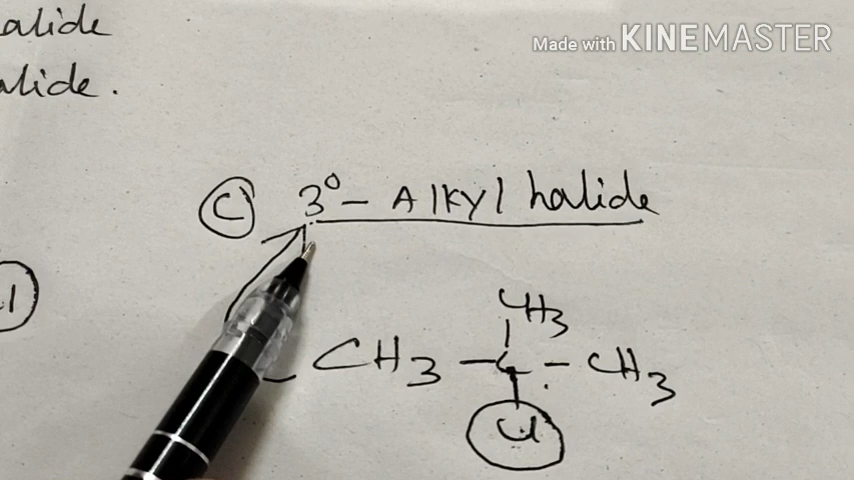 alide
Made with KINEMASTER
alide.
C 3° - Alkyl halide
CH3
CH3 - C - CH3
Cl